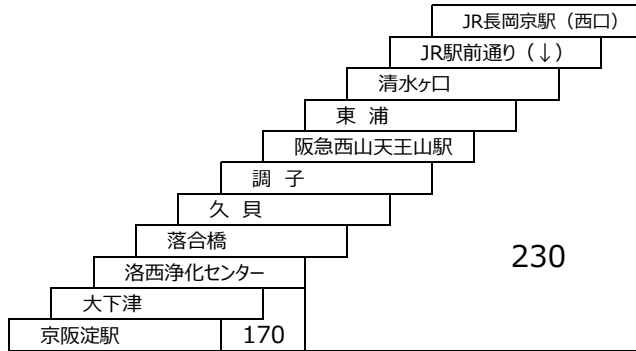 JR長岡京駅（西口）
JR駅前通り（↓）
清水ヶ口
東 浦
阪急西山天王山駅
調 子
久 貝
落合橋
230
洛西浄化センター
大下津
京阪淀駅 170